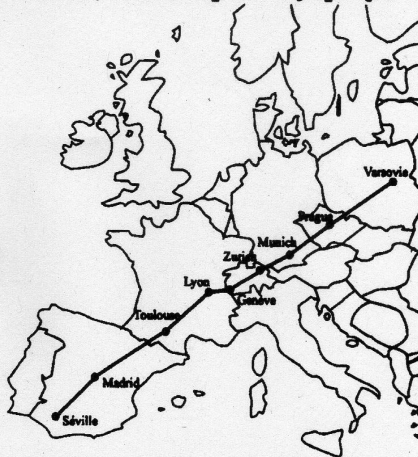 Varsovie
Prague
Munich
Zurich
Lyon
Genève
Toulouse
Madrid
Séville